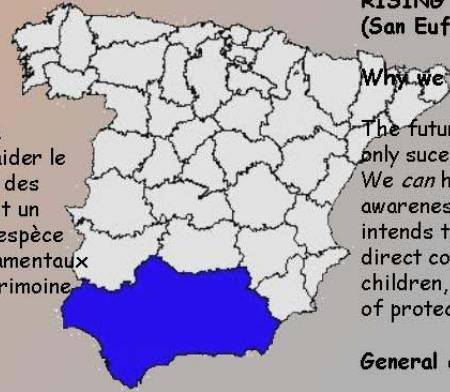 aider le
des
t un
espèce
amentaux
rimoine
RISING
(San Euf
Why we
The futur
only suce
We can h
awarenes
intends t
direct co
children,
of protec
General